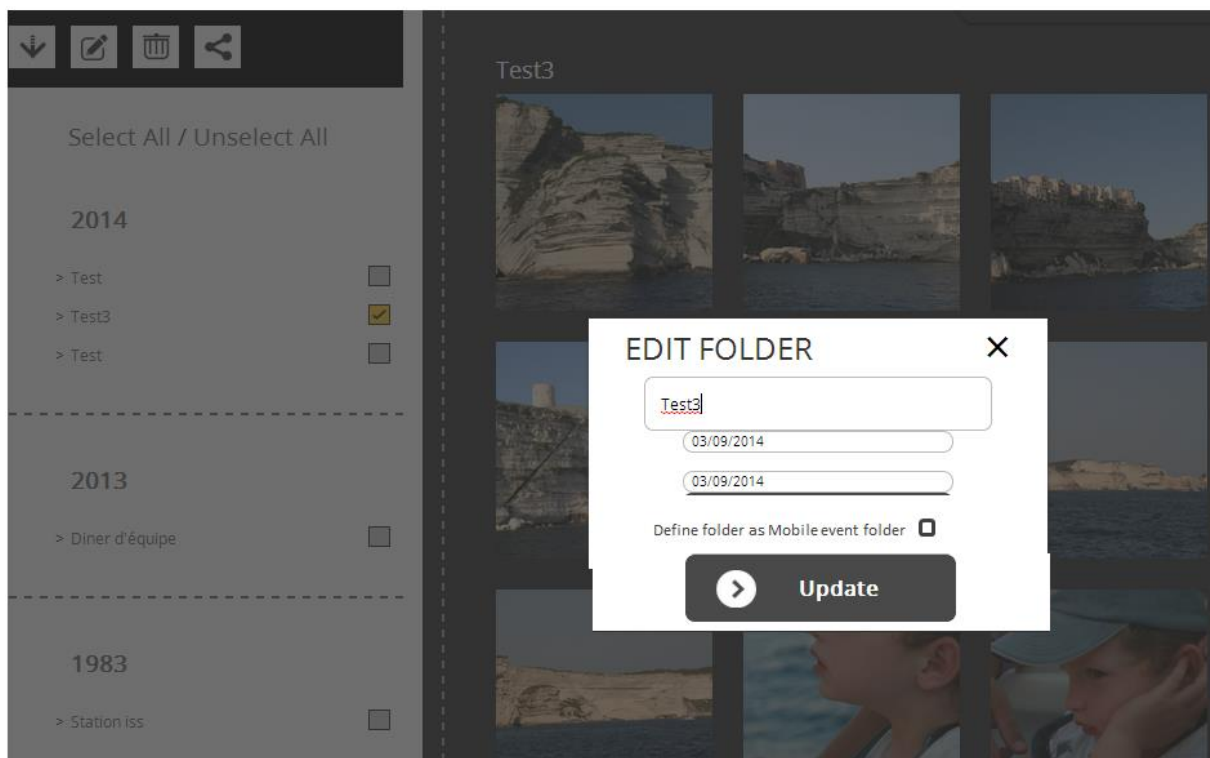 Select All / Unselect All
2014
> Test
> Test3
> Test
2013
> Diner d'équipe
1983
> Station iss
Test3
EDIT FOLDER
Test3
03/09/2014
03/09/2014
Define folder as Mobile event folder
Update